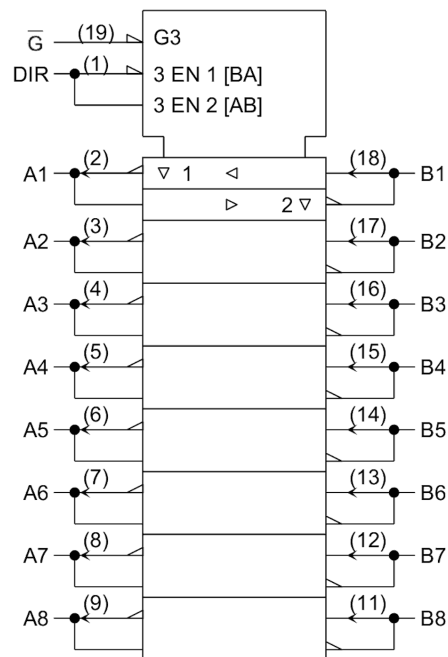 G̅ (19) G3
DIR (1) 3 EN 1 [BA]
3 EN 2 [AB]
A1 (2) ▽ 1 ◁ (18) B1
▷ 2 ▽
A2 (3) (17) B2
A3 (4) (16) B3
A4 (5) (15) B4
A5 (6) (14) B5
A6 (7) (13) B6
A7 (8) (12) B7
A8 (9) (11) B8